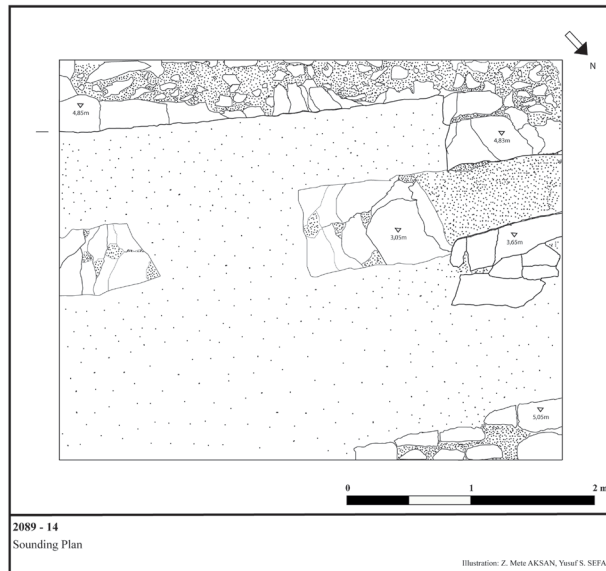 N
4,85m
4,83m
3,05m
3,65m
5,05m
0 1 2 m
2089 - 14
Sounding Plan
Illustration: Z. Mete AKSAN, Yusuf S. SEFA